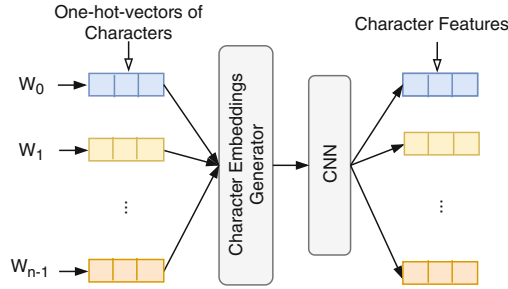 One-hot-vectors of
Characters
Character Features
W0
W1
...
Wn-1
Character Embeddings
Generator
CNN
...